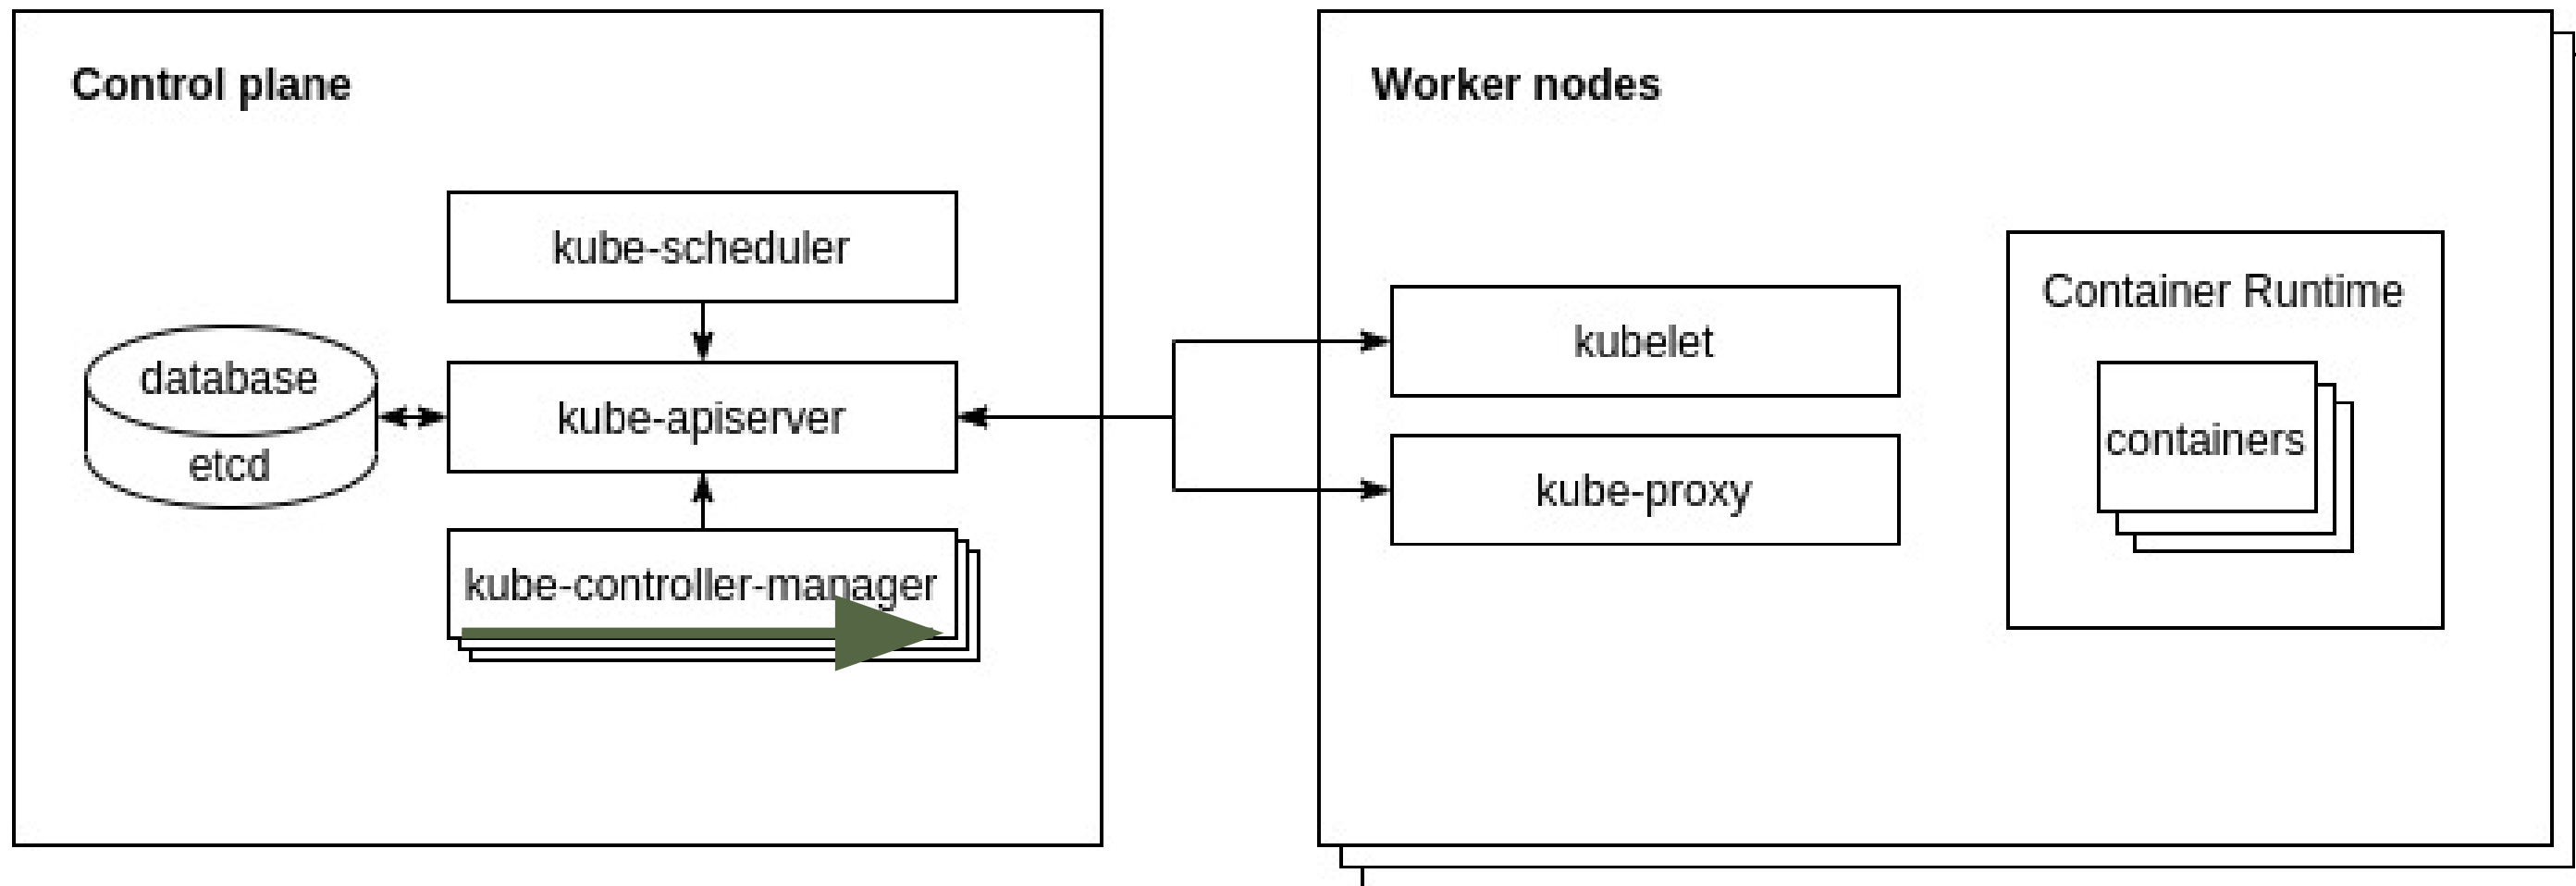 Control plane
kube-scheduler
database
etcd
kube-apiserver
kube-controller-manager
Worker nodes
kubelet
kube-proxy
Container Runtime
containers